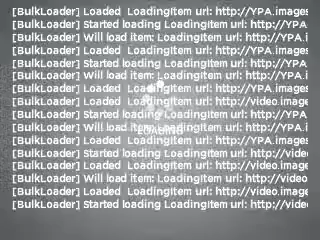 [BulkLoader] Loaded LoadingItem url: http://YPA.images
[BulkLoader] Started loading LoadingItem url: http://YPA
[BulkLoader] Will load item: LoadingItem url: http://YPA.i
[BulkLoader] Loaded LoadingItem url: http://YPA.images
[BulkLoader] Started loading LoadingItem url: http://YPA
[BulkLoader] Will load item: LoadingItem url: http://YPA.i
[BulkLoader] Loaded LoadingItem url: http://YPA.images
[BulkLoader] Loaded LoadingItem url: http://video.image
[BulkLoader] Started loading LoadingItem url: http://YPA
[BulkLoader] Will load item: LoadingItem url: http://YPA.i
LOADING
[BulkLoader] Loaded LoadingItem url: http://YPA.images
[BulkLoader] Started loading LoadingItem url: http://vide
[BulkLoader] Loaded LoadingItem url: http://video.image
[BulkLoader] Will load item: LoadingItem url: http://vide
[BulkLoader] Loaded LoadingItem url: http://video.image
[BulkLoader] Started loading LoadingItem url: http://vide